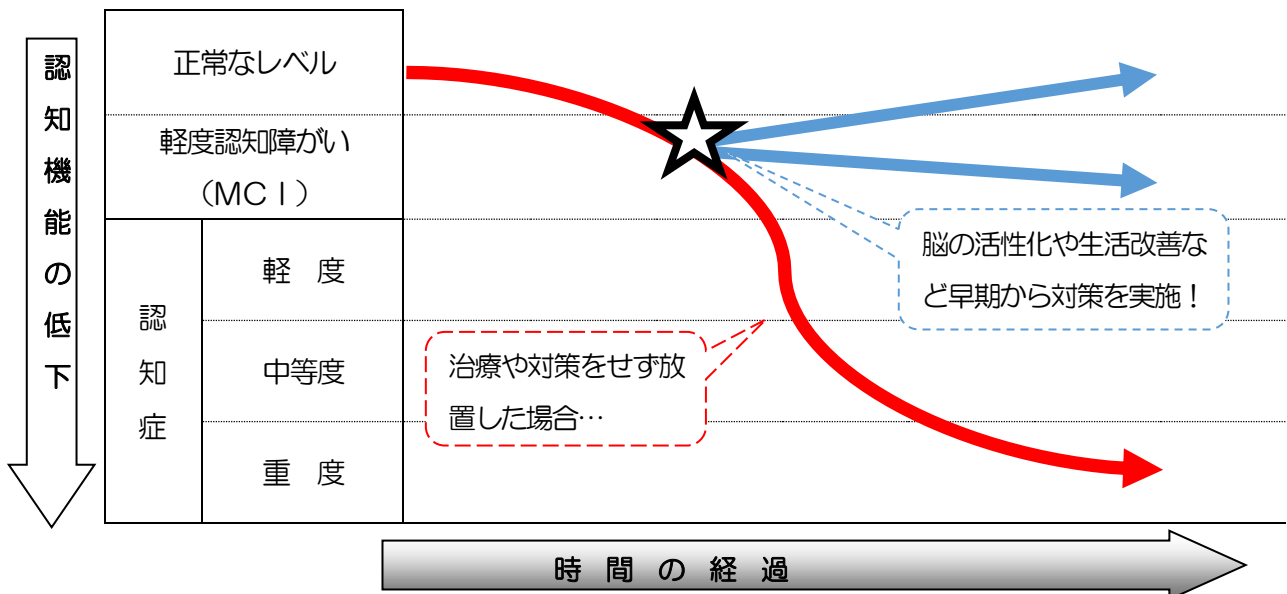 認知機能の低下
正常なレベル
軽度認知障がい
（MCI）
認知症
軽　度
中等度
重　度
脳の活性化や生活改善な
ど早期から対策を実施！
治療や対策をせず放
置した場合…
時　間　の　経　過